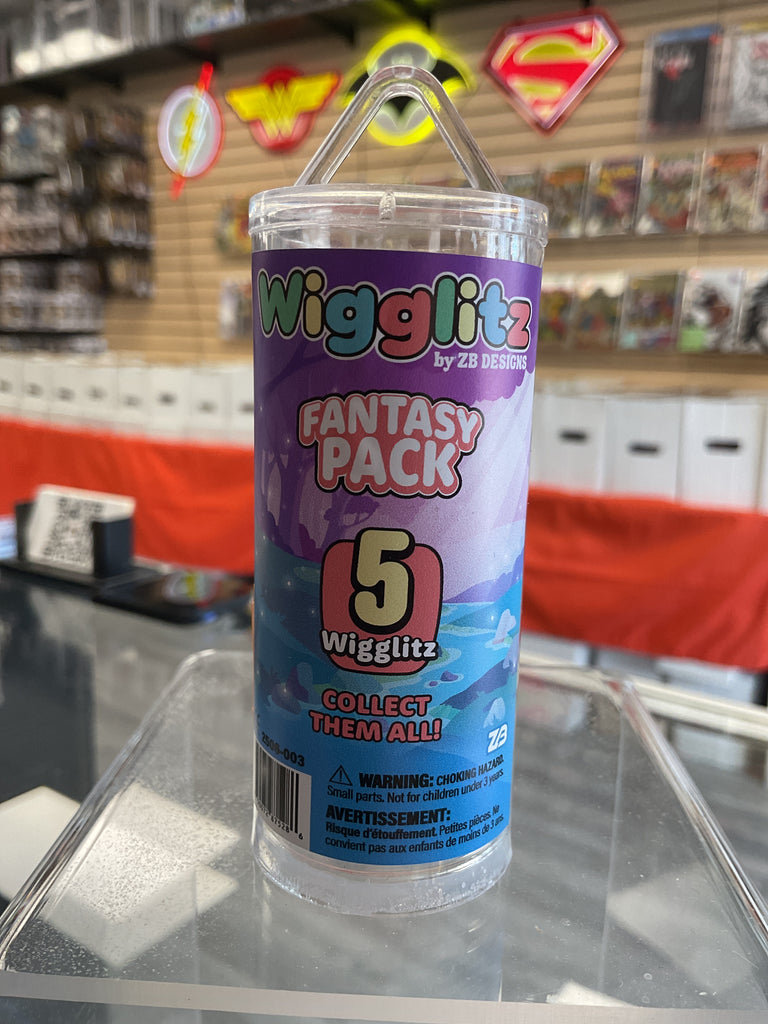 Wigglitz
by ZB DESIGNS
FANTASY
PACK
5
Wigglitz
COLLECT
THEM ALL!
ZB
WARNING: CHOKING HAZARD.
Small parts. Not for children under 3 years.
AVERTISSEMENT:
Risque d'étouffement. Petites pièces. Ne
convient pas aux enfants de moins de 3 ans.